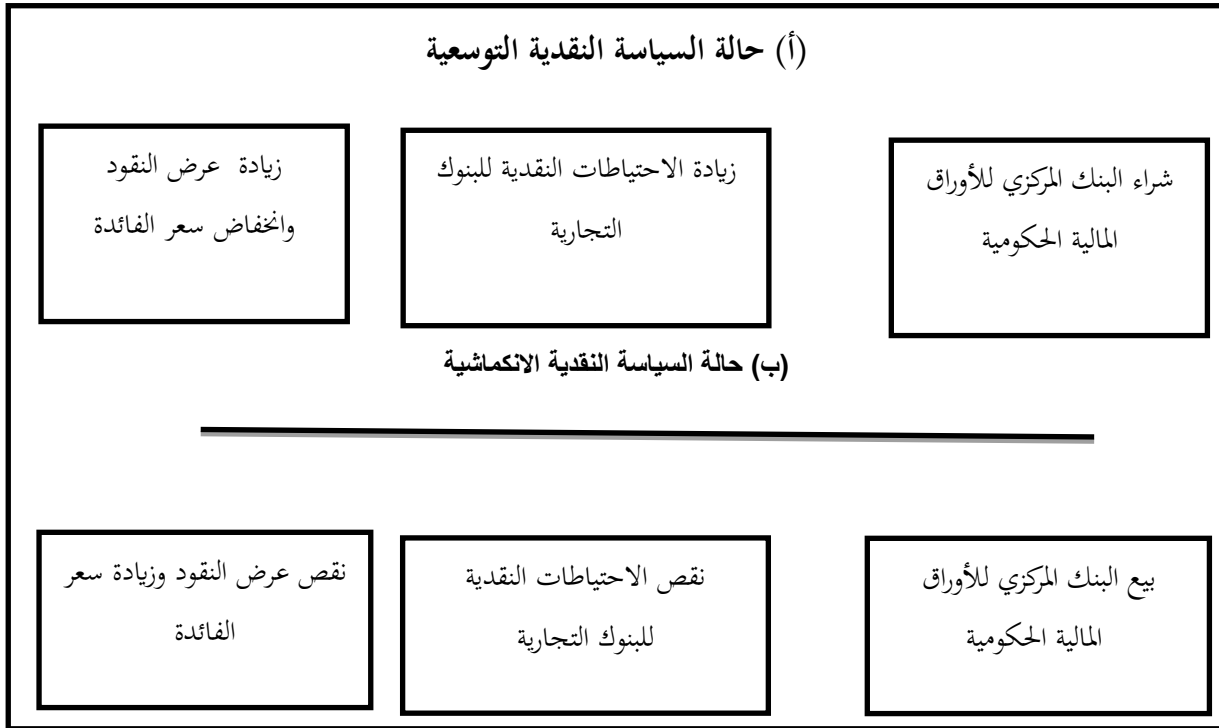 (أ) حالة السياسة النقدية التوسعية
شراء البنك المركزي للأوراق
المالية الحكومية
زيادة الاحتياطات النقدية للبنوك
التجارية
زيادة عرض النقود
وانخفاض سعر الفائدة
(ب) حالة السياسة النقدية الانكماشية
بيع البنك المركزي للأوراق
المالية الحكومية
نقص الاحتياطات النقدية
للبنوك التجارية
نقص عرض النقود وزيادة سعر
الفائدة